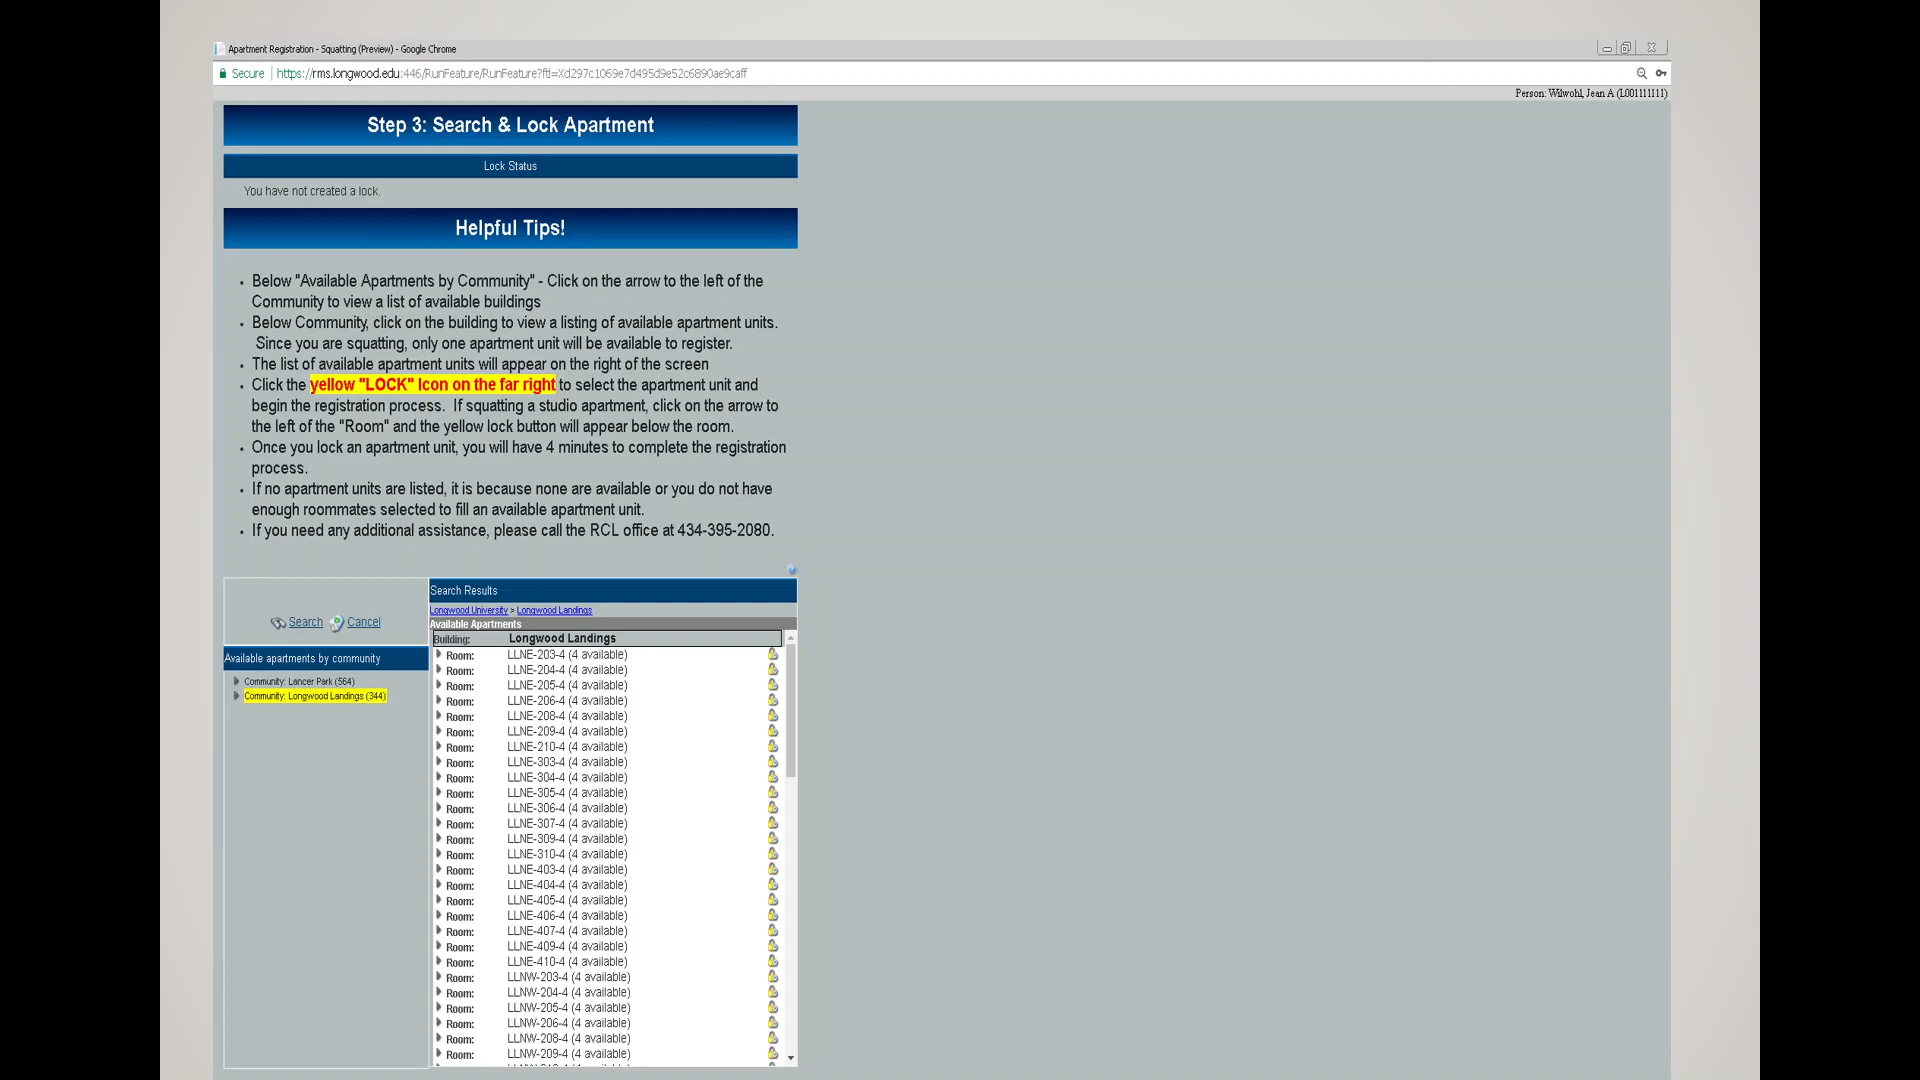 Apartment Registration - Squatting (Preview) - Google Chrome
Secure https://rms.longwood.edu:446/RunFeature/RunFeature?ftl=Xd297c1069e7d495d9e52c6890ae9caff
Person: Wilwohl, Jean A (L001111111)
Step 3: Search & Lock Apartment
Lock Status
You have not created a lock.
Helpful Tips!
• Below "Available Apartments by Community" - Click on the arrow to the left of the
Community to view a list of available buildings
• Below Community, click on the building to view a listing of available apartment units.
Since you are squatting, only one apartment unit will be available to register.
• The list of available apartment units will appear on the right of the screen
• Click the yellow "LOCK" Icon on the far right to select the apartment unit and
begin the registration process. If squatting a studio apartment, click on the arrow to
the left of the "Room" and the yellow lock button will appear below the room.
• Once you lock an apartment unit, you will have 4 minutes to complete the registration
process.
• If no apartment units are listed, it is because none are available or you do not have
enough roommates selected to fill an available apartment unit.
• If you need any additional assistance, please call the RCL office at 434-395-2080.
Search Cancel
Available apartments by community
Community: Lancer Park (564)
Community: Longwood Landings (344)
Search Results
Longwood University > Longwood Landings
Available Apartments
Building: Longwood Landings
Room: LLNE-203-4 (4 available)
Room: LLNE-204-4 (4 available)
Room: LLNE-205-4 (4 available)
Room: LLNE-206-4 (4 available)
Room: LLNE-208-4 (4 available)
Room: LLNE-209-4 (4 available)
Room: LLNE-210-4 (4 available)
Room: LLNE-303-4 (4 available)
Room: LLNE-304-4 (4 available)
Room: LLNE-305-4 (4 available)
Room: LLNE-306-4 (4 available)
Room: LLNE-307-4 (4 available)
Room: LLNE-309-4 (4 available)
Room: LLNE-310-4 (4 available)
Room: LLNE-403-4 (4 available)
Room: LLNE-404-4 (4 available)
Room: LLNE-405-4 (4 available)
Room: LLNE-406-4 (4 available)
Room: LLNE-407-4 (4 available)
Room: LLNE-409-4 (4 available)
Room: LLNE-410-4 (4 available)
Room: LLNW-203-4 (4 available)
Room: LLNW-204-4 (4 available)
Room: LLNW-205-4 (4 available)
Room: LLNW-206-4 (4 available)
Room: LLNW-208-4 (4 available)
Room: LLNW-209-4 (4 available)